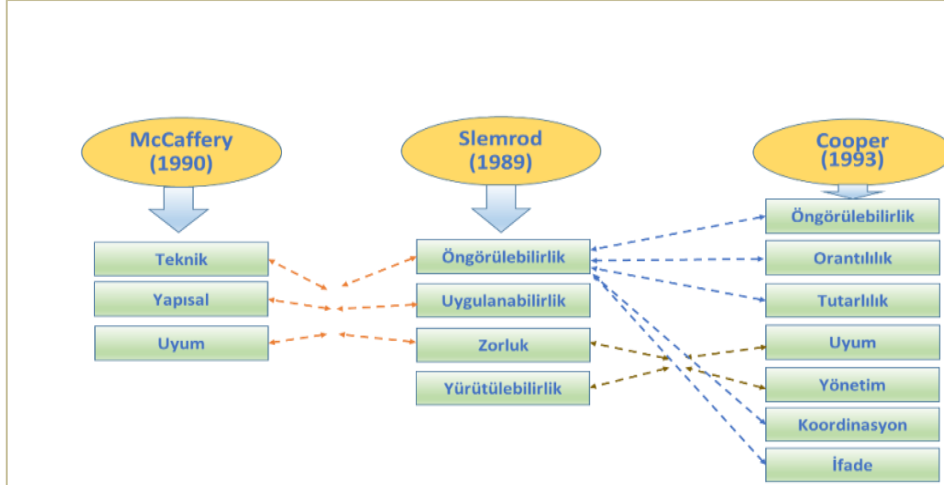 McCaffery
(1990)
Teknik
Yapısal
Uyum
Slemrod
(1989)
Öngörülebilirlik
Uygulanabilirlik
Zorluk
Yürütülebilirlik
Cooper
(1993)
Öngörülebilirlik
Orantılılık
Tutarlılık
Uyum
Yönetim
Koordinasyon
İfade